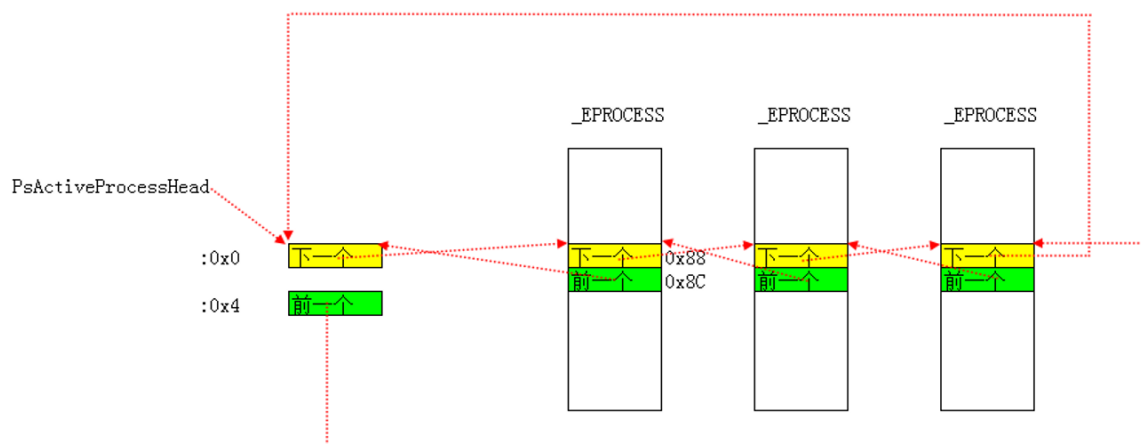 _EPROCESS _EPROCESS _EPROCESS
PsActiveProcessHead
:0x0 下一个 下一个 0x88 下一个 下一个
前一个 0x8C 前一个 前一个
:0x4 前一个